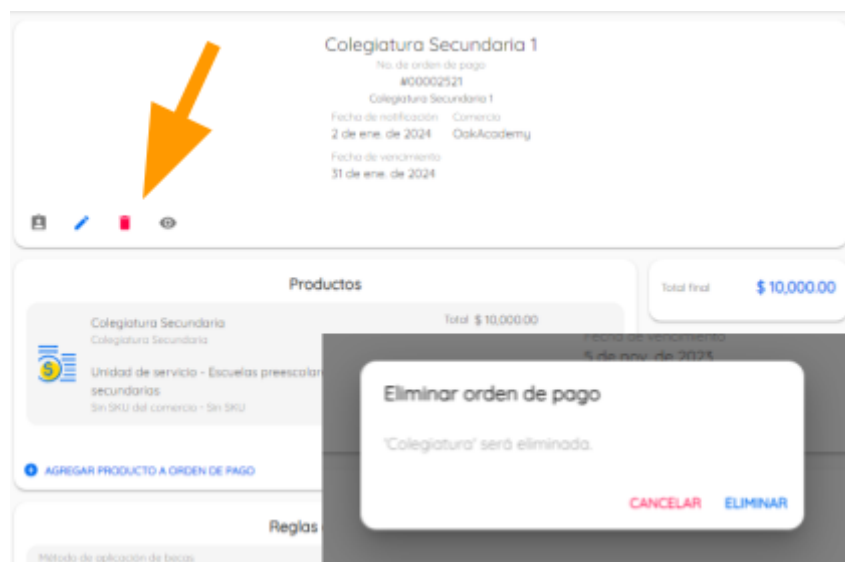 Colegiatura Secundaria 1
No. de orden de pago
#00002521
Colegiatura Secundaria 1
Fecha de notificación Comercio
2 de ene. de 2024 OakAcademy
Fecha de vencimiento
31 de ene. de 2024
Productos
Total final $ 10,000.00
Colegiatura Secundaria Total $ 10,000.00
Colegiatura Secundaria
Unidad de servicio - Escuelas preescolar
secundarias
Sin SKU del comercio - Sin SKU
AGREGAR PRODUCTO A ORDEN DE PAGO
Reglas
Método de aplicación de becas
Fecha de vencimiento
5 de nov. de 2023
Eliminar orden de pago
'Colegiatura' será eliminada.
CANCELAR ELIMINAR